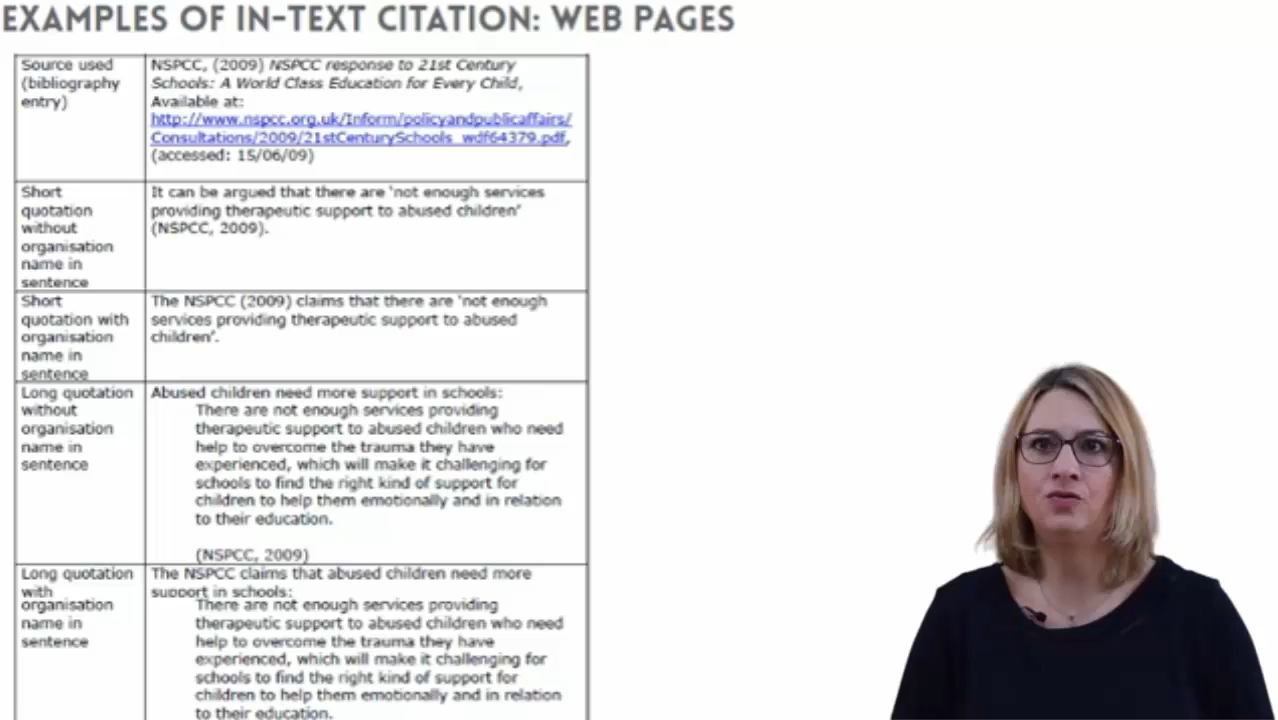 EXAMPLES OF IN-TEXT CITATION: WEB PAGES
Source used
(bibliography
entry)
NSPCC, (2009) NSPCC response to 21st Century
Schools: A World Class Education for Every Child,
Available at:
http://www.nspcc.org.uk/Inform/policyandpublicaffairs/
Consultations/2009/21stCenturySchools_wdf64379.pdf,
(accessed: 15/06/09)
Short
quotation
without
organisation
name in
sentence
It can be argued that there are 'not enough services
providing therapeutic support to abused children'
(NSPCC, 2009).
Short
quotation with
organisation
name in
sentence
The NSPCC (2009) claims that there are 'not enough
services providing therapeutic support to abused
children'.
Long quotation
without
organisation
name in
sentence
Abused children need more support in schools:
There are not enough services providing
therapeutic support to abused children who need
help to overcome the trauma they have
experienced, which will make it challenging for
schools to find the right kind of support for
children to help them emotionally and in relation
to their education.
(NSPCC, 2009)
Long quotation
with
organisation
name in
sentence
The NSPCC claims that abused children need more
support in schools:
There are not enough services providing
therapeutic support to abused children who need
help to overcome the trauma they have
experienced, which will make it challenging for
schools to find the right kind of support for
children to help them emotionally and in relation
to their education.